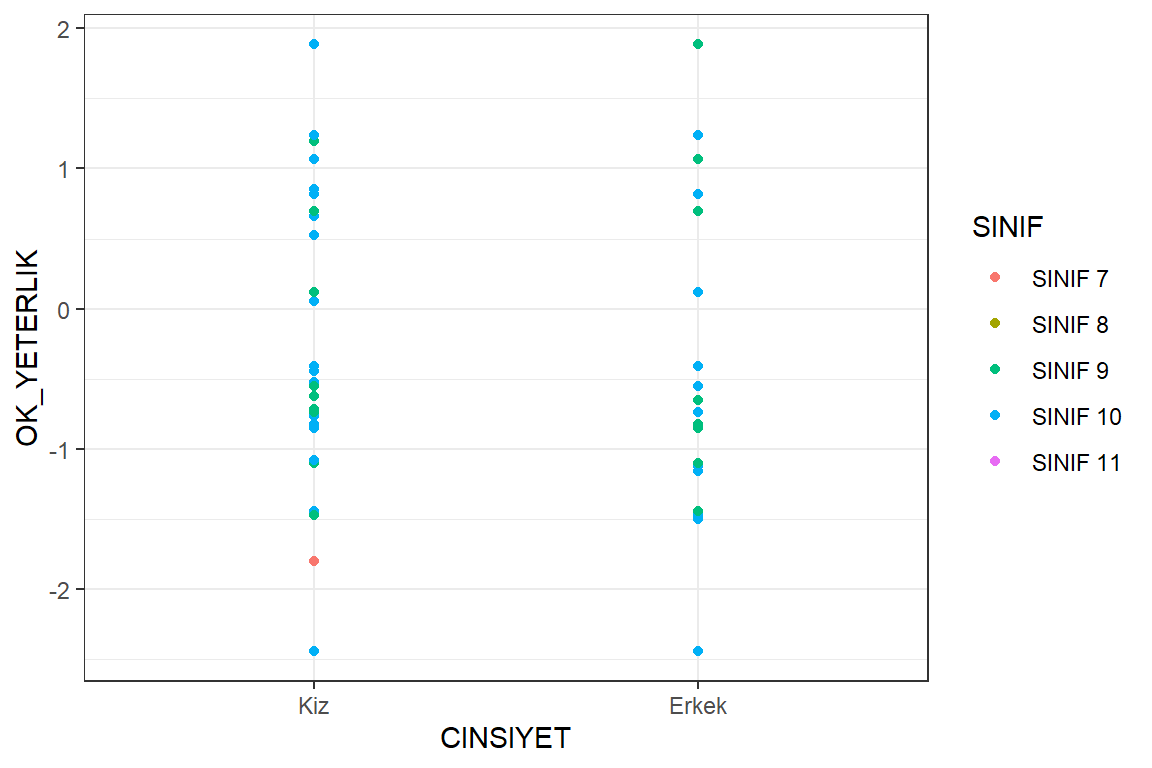 OK_YETERLIK
2
1
0
-1
-2
Kiz
Erkek
CINSIYET
SINIF
SINIF 7
SINIF 8
SINIF 9
SINIF 10
SINIF 11